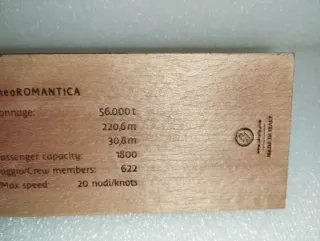 neoROMANTICA
onnage: 56.000 t
220,6 m
30,8 m
assenger capacity: 1800
aggio/Crew members: 622
Max speed: 20 nodi/knots
MADE IN ITALY